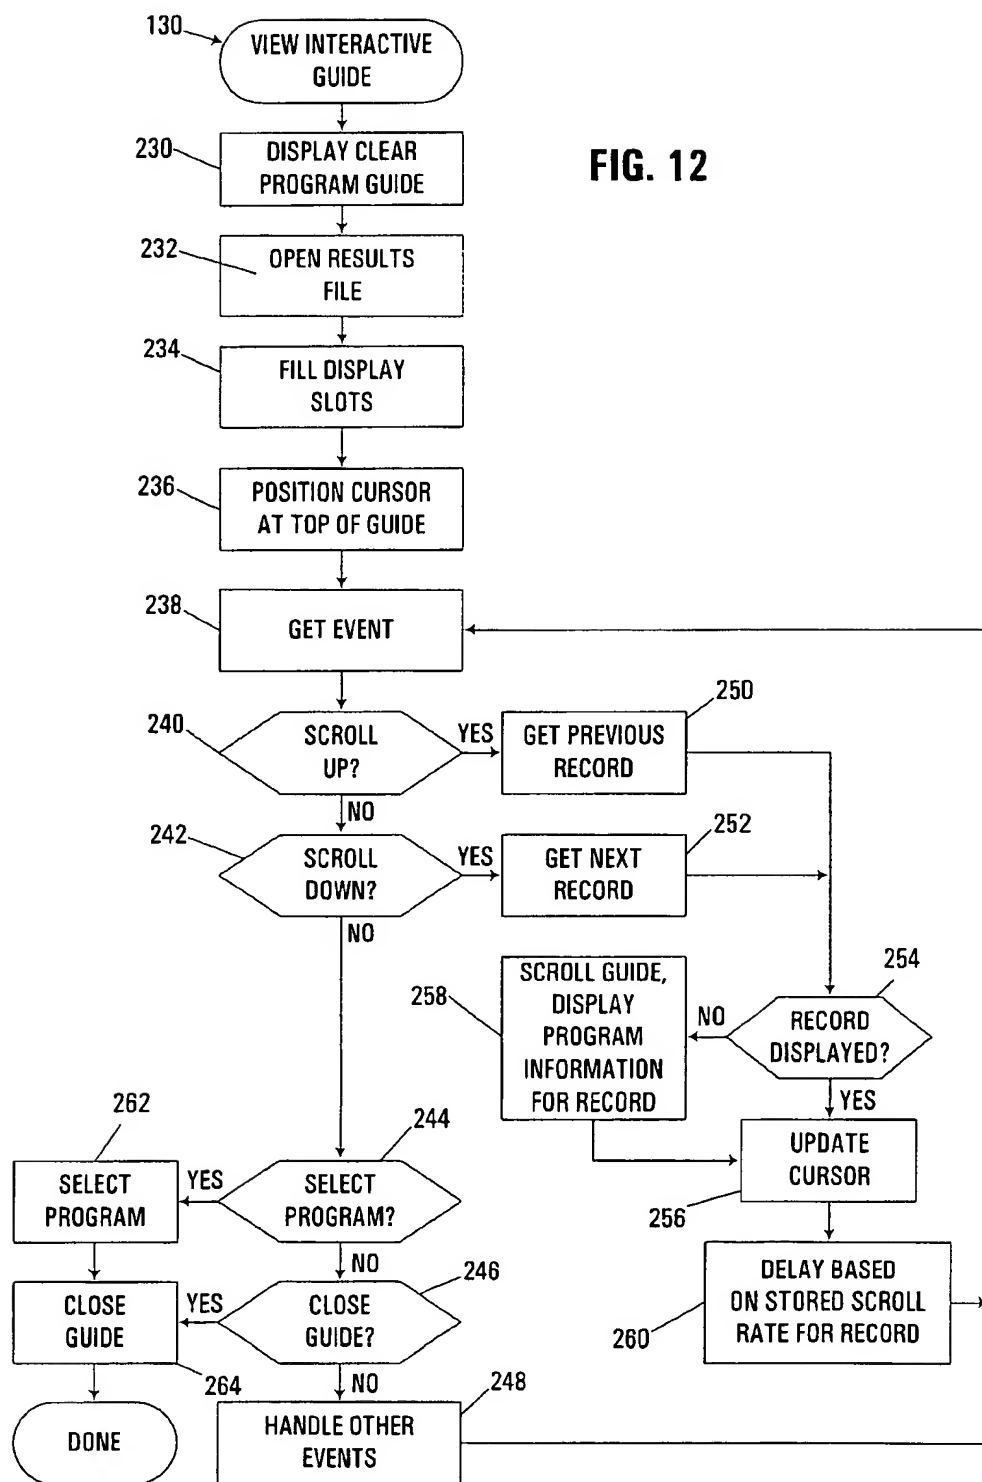 130
VIEW INTERACTIVE
GUIDE
230
DISPLAY CLEAR
PROGRAM GUIDE
FIG. 12
232
OPEN RESULTS
FILE
234
FILL DISPLAY
SLOTS
236
POSITION CURSOR
AT TOP OF GUIDE
238
GET EVENT
240
SCROLL
UP?
YES
NO
250
GET PREVIOUS
RECORD
242
SCROLL
DOWN?
YES
NO
252
GET NEXT
RECORD
254
RECORD
DISPLAYED?
NO
YES
258
SCROLL GUIDE,
DISPLAY
PROGRAM
INFORMATION
FOR RECORD
UPDATE
CURSOR
256
DELAY BASED
ON STORED SCROLL
RATE FOR RECORD
260
244
SELECT
PROGRAM?
YES
NO
262
SELECT
PROGRAM
246
CLOSE
GUIDE?
YES
NO
CLOSE
GUIDE
264
DONE
248
HANDLE OTHER
EVENTS